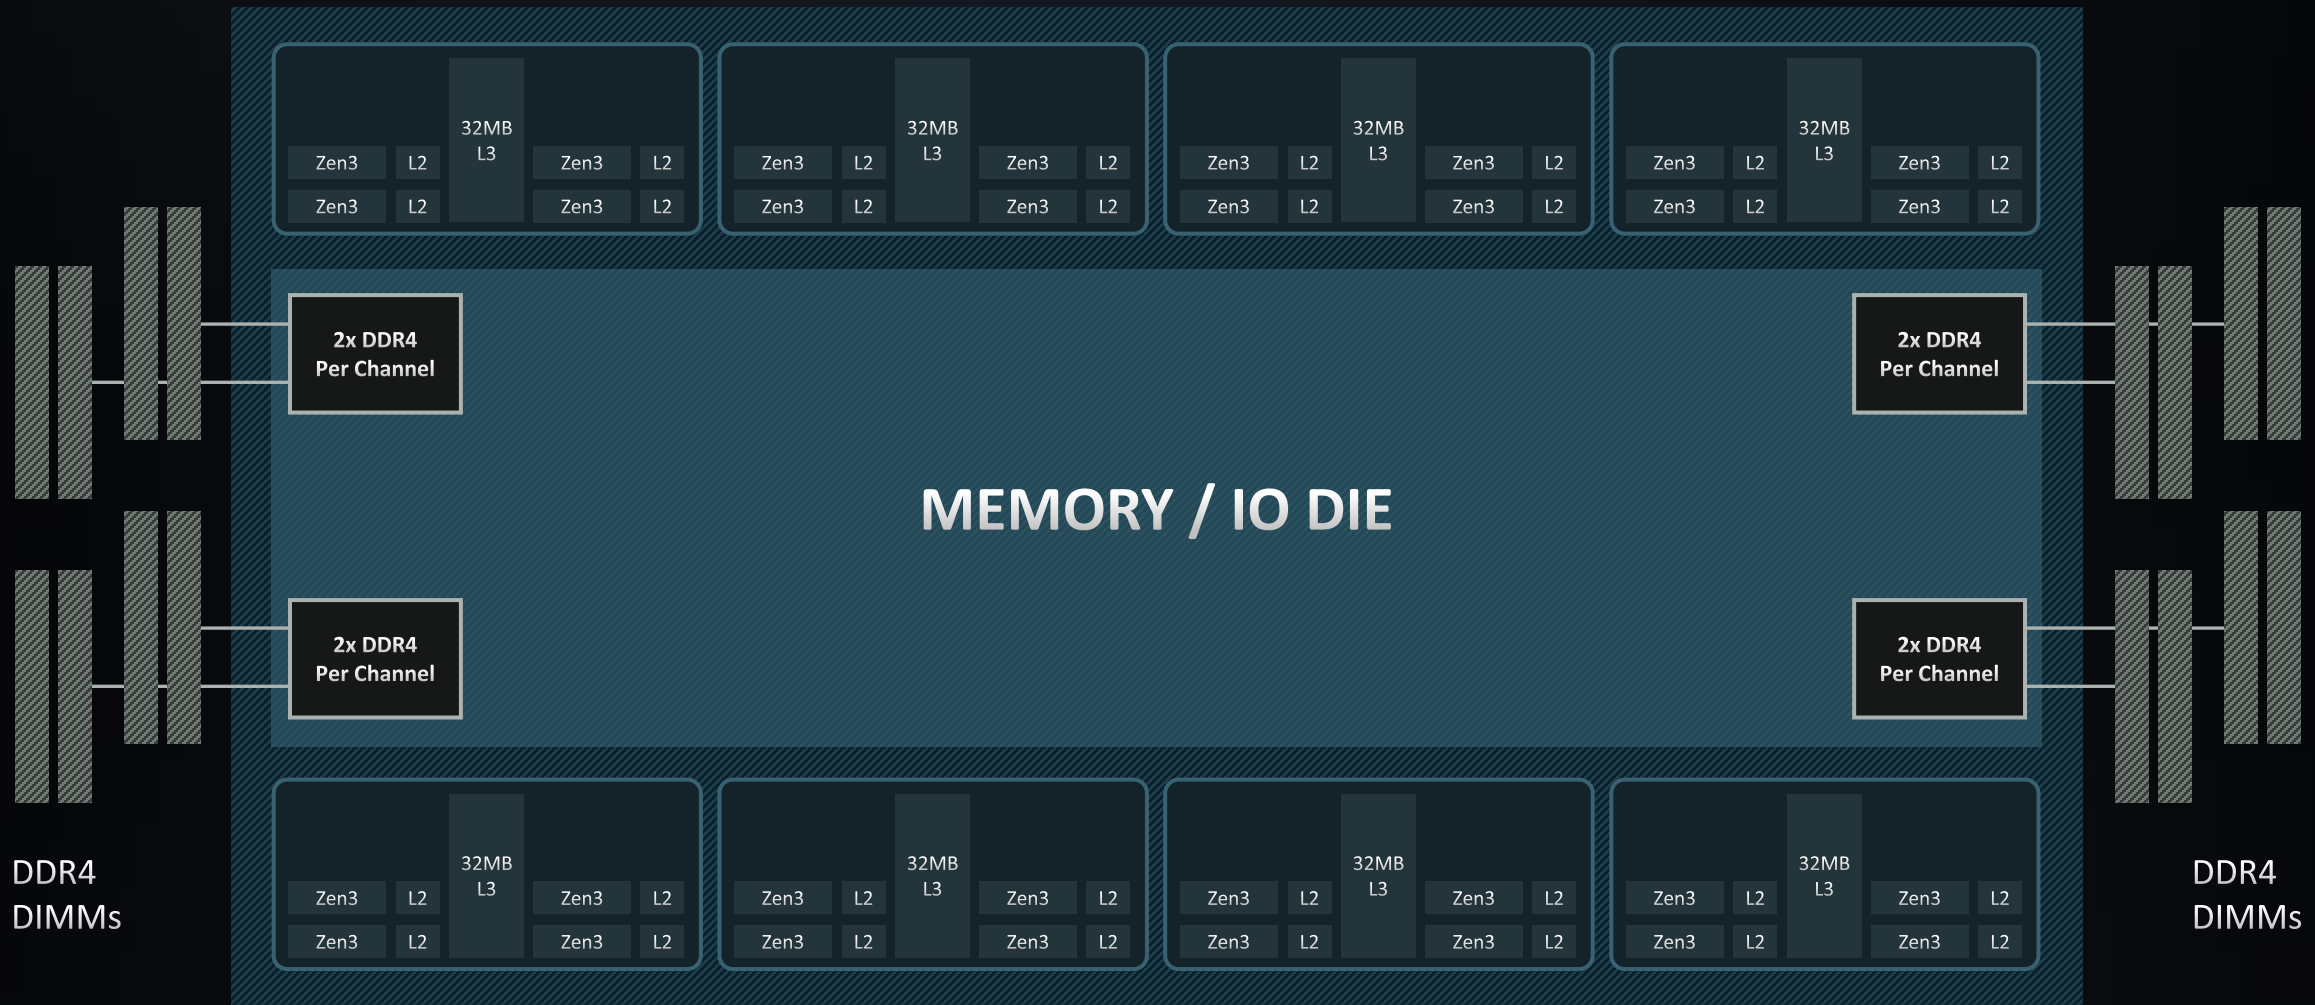 32MB
L3
Zen3 L2 Zen3 L2
Zen3 L2 Zen3 L2
32MB
L3
Zen3 L2 Zen3 L2
Zen3 L2 Zen3 L2
32MB
L3
Zen3 L2 Zen3 L2
Zen3 L2 Zen3 L2
32MB
L3
Zen3 L2 Zen3 L2
Zen3 L2 Zen3 L2
2x DDR4
Per Channel
2x DDR4
Per Channel
MEMORY / IO DIE
2x DDR4
Per Channel
2x DDR4
Per Channel
32MB
L3
Zen3 L2 Zen3 L2
Zen3 L2 Zen3 L2
32MB
L3
Zen3 L2 Zen3 L2
Zen3 L2 Zen3 L2
32MB
L3
Zen3 L2 Zen3 L2
Zen3 L2 Zen3 L2
32MB
L3
Zen3 L2 Zen3 L2
Zen3 L2 Zen3 L2
DDR4
DIMMs
DDR4
DIMMs